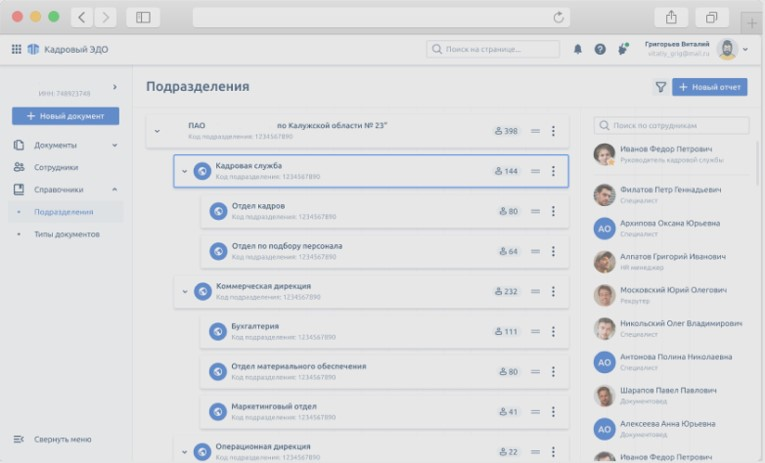 Кадровый ЭДО
Поиск на странице...
Григорьев Виталий
vitaliy_grig@mail.ru
ИНН: 748923748
+ Новый документ
Документы
Сотрудники
Справочники
Подразделения
Типы документов
Свернуть меню
Подразделения
+ Новый отчет
ПАО по Калужской области № 23"
Код подразделения: 1234567890
398
Кадровая служба
Код подразделения: 1234567890
144
Отдел кадров
Код подразделения: 1234567890
80
Отдел по подбору персонала
Код подразделения: 1234567890
64
Коммерческая дирекция
Код подразделения: 1234567890
232
Бухгалтерия
Код подразделения: 1234567890
111
Отдел материального обеспечения
Код подразделения: 1234567890
80
Маркетинговый отдел
Код подразделения: 1234567890
41
Операционная дирекция
Код подразделения: 1234567890
22
Поиск по сотрудникам
Иванов Федор Петрович
Руководитель кадровой службы
Филатов Петр Геннадьевич
Специалист
АО
Архипова Оксана Юрьевна
Специалист
Алпатов Григорий Иванович
HR менеджер
Московский Юрий Олегович
Рекрутер
Никольский Олег Владимирович
Специалист
АО
Антонова Полина Николаевна
Специалист
Шарапов Павел Павлович
Документовед
АО
Алексеева Анна Юрьевна
Документовед
Иванов Федор Петрович